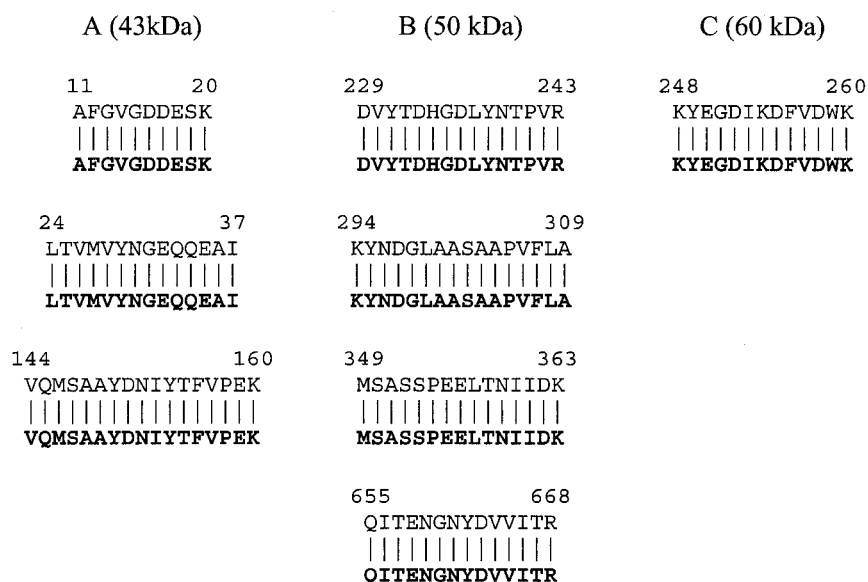 A (43kDa)
11 20
AFGVGDDESK
AFGVGDDESK
24 37
LTVMVYNGEQQEAI
LTVMVYNGEQQEAI
144 160
VQMSAAYDNIYTFVPEK
VQMSAAYDNIYTFVPEK
B (50 kDa)
229 243
DVYTDHGDLYNTPVR
DVYTDHGDLYNTPVR
294 309
KYNDGLAASAAPVFLA
KYNDGLAASAAPVFLA
349 363
MSASSPEELTNIIDK
MSASSPEELTNIIDK
655 668
QITENGNYDVVITR
QITENGNYDVVITR
C (60 kDa)
248 260
KYEGDIKDFVDWK
KYEGDIKDFVDWK